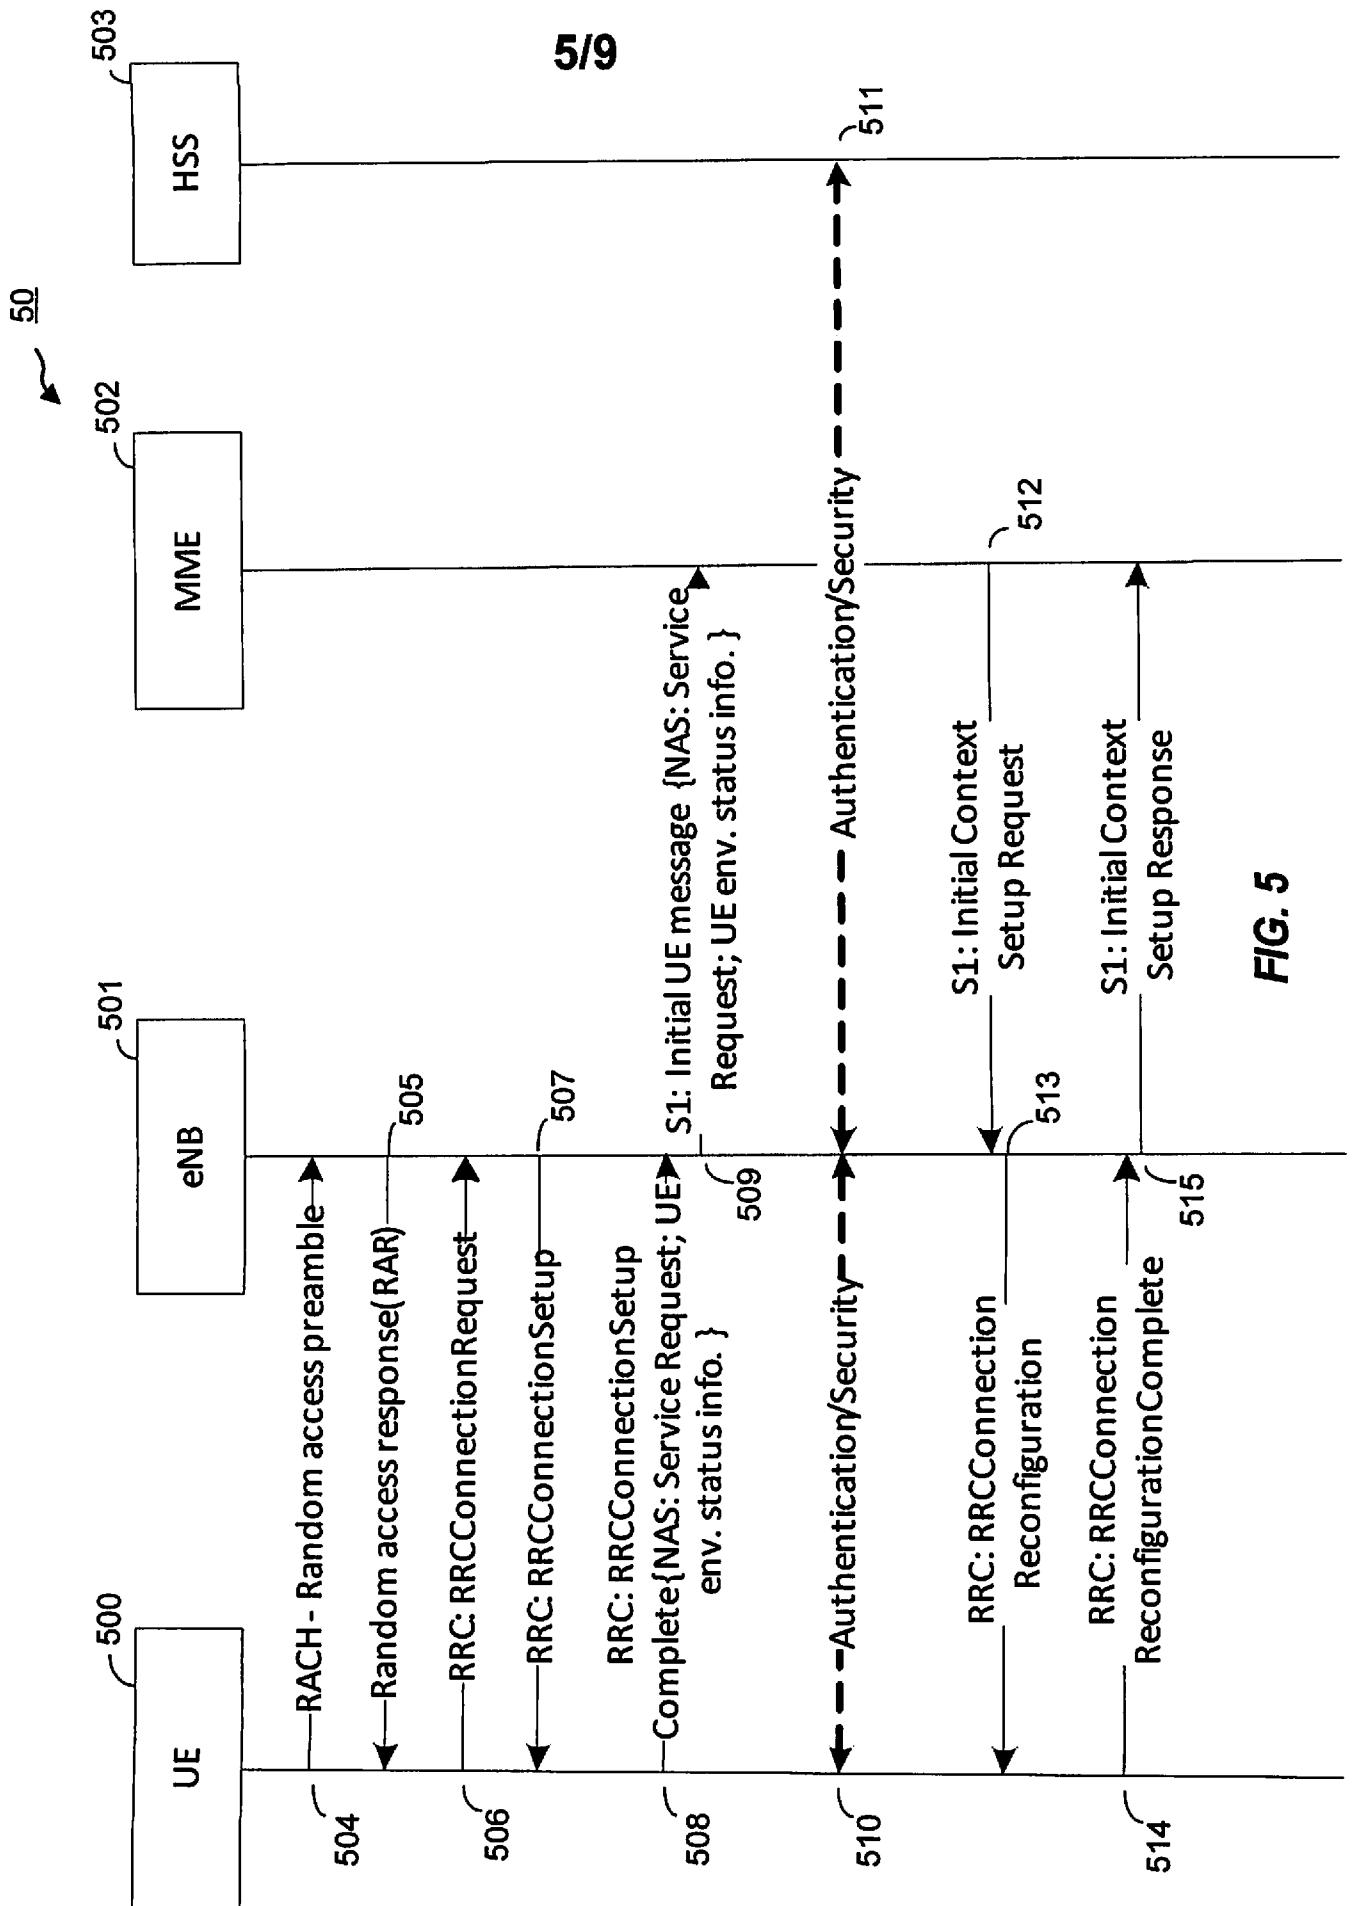 5/9
50
500
UE
501
eNB
502
MME
503
HSS
504
RACH - Random access preamble
505
Random access response(RAR)
506
RRC: RRCConnectionRequest
507
RRC: RRCConnectionSetup
508
RRC: RRCConnectionSetup
Complete{NAS: Service Request; UE
env. status info. }
509
S1: Initial UE message {NAS: Service
Request; UE env. status info. }
510
Authentication/Security
Authentication/Security
511
512
S1: Initial Context
Setup Request
513
RRC: RRCConnection
Reconfiguration
514
RRC: RRCConnection
ReconfigurationComplete
515
S1: Initial Context
Setup Response
FIG. 5